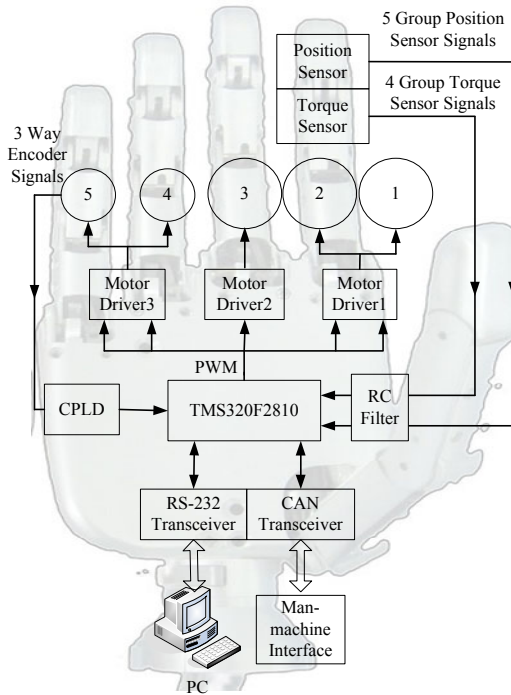 5 Group Position
Sensor Signals
Position
Sensor
Torque
Sensor
4 Group Torque
Sensor Signals
3 Way
Encoder
Signals
5
4
3
2
1
Motor
Driver3
Motor
Driver2
Motor
Driver1
PWM
CPLD
TMS320F2810
RC
Filter
RS-232
Transceiver
CAN
Transceiver
Man-
machine
Interface
PC